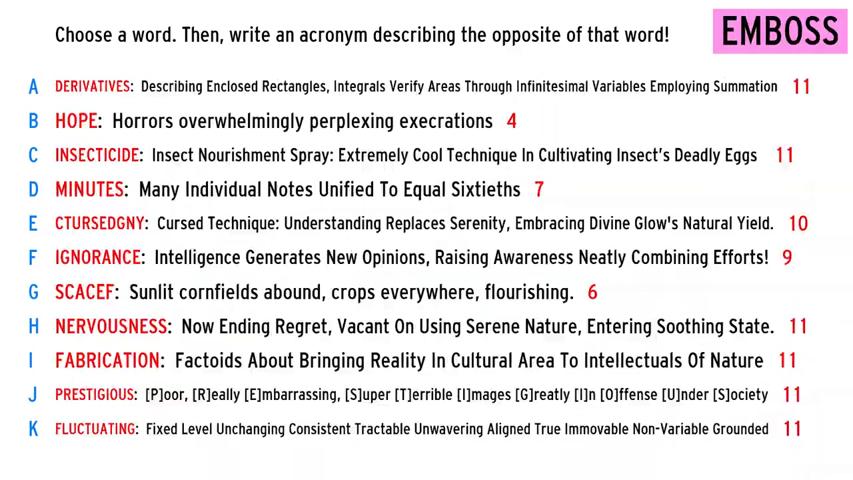 Choose a word. Then, write an acronym describing the opposite of that word!
EMBOSS
A DERIVATIVES: Describing Enclosed Rectangles, Integrals Verify Areas Through Infinitesimal Variables Employing Summation 11
B HOPE: Horrors overwhelmingly perplexing execrations 4
C INSECTICIDE: Insect Nourishment Spray: Extremely Cool Technique In Cultivating Insect's Deadly Eggs 11
D MINUTES: Many Individual Notes Unified To Equal Sixtieths 7
E CTURSEDGNY: Cursed Technique: Understanding Replaces Serenity, Embracing Divine Glow's Natural Yield. 10
F IGNORANCE: Intelligence Generates New Opinions, Raising Awareness Neatly Combining Efforts! 9
G SCACEF: Sunlit cornfields abound, crops everywhere, flourishing. 6
H NERVOUSNESS: Now Ending Regret, Vacant On Using Serene Nature, Entering Soothing State. 11
I FABRICATION: Factoids About Bringing Reality In Cultural Area To Intellectuals Of Nature 11
J PRESTIGIOUS: [P]oor, [R]eally [E]mbarrassing, [S]uper [T]errible [I]mages [G]reatly [I]n [O]ffense [U]nder [S]ociety 11
K FLUCTUATING: Fixed Level Unchanging Consistent Tractable Unwavering Aligned True Immovable Non-Variable Grounded 11